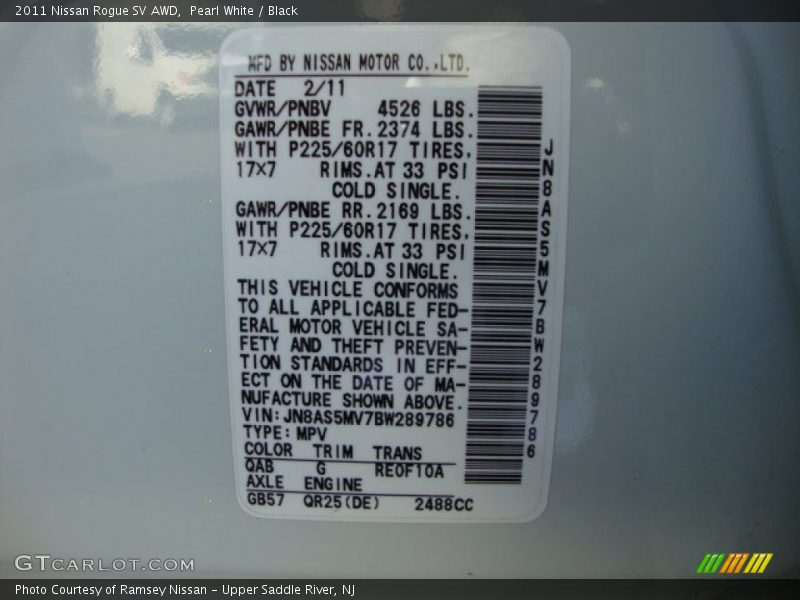 2011 Nissan Rogue SV AWD, Pearl White / Black
MFD BY NISSAN MOTOR CO.,LTD.
DATE 2/11
GVWR/PNBV 4526 LBS.
GAWR/PNBE FR. 2374 LBS.
WITH P225/60R17 TIRES,
17X7 RIMS. AT 33 PSI
COLD SINGLE.
GAWR/PNBE RR. 2169 LBS.
WITH P225/60R17 TIRES,
17X7 RIMS. AT 33 PSI
COLD SINGLE.
THIS VEHICLE CONFORMS
TO ALL APPLICABLE FED-
ERAL MOTOR VEHICLE SA-
FETY AND THEFT PREVEN-
TION STANDARDS IN EFF-
ECT ON THE DATE OF MA-
NUFACTURE SHOWN ABOVE.
VIN: JN8AS5MV7BW289786
TYPE: MPV
COLOR TRIM TRANS
QAB G RE0F10A
AXLE ENGINE
GB57 QR25(DE) 2488CC
JN8AS5MV7BW289786
GTCARLOT.COM
Photo Courtesy of Ramsey Nissan - Upper Saddle River, NJ